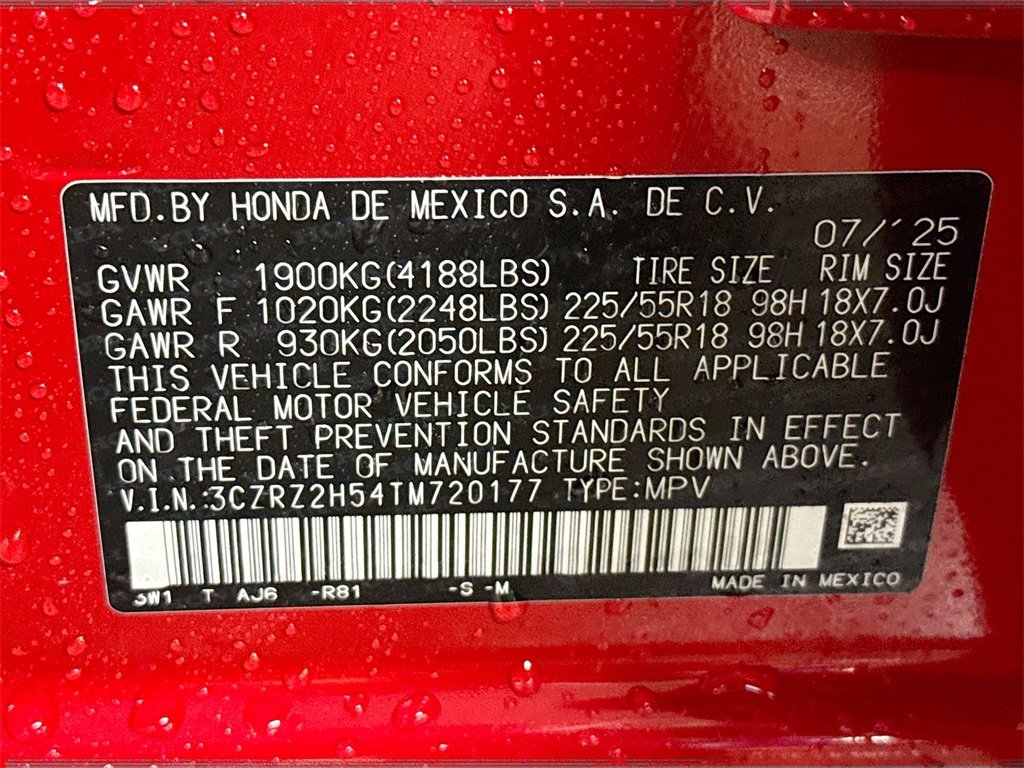 MFD.BY HONDA DE MEXICO S.A. DE C.V.
07/'25
GVWR 1900KG(4188LBS) TIRE SIZE RIM SIZE
GAWR F 1020KG(2248LBS) 225/55R18 98H 18X7.0J
GAWR R 930KG(2050LBS) 225/55R18 98H 18X7.0J
THIS VEHICLE CONFORMS TO ALL APPLICABLE
FEDERAL MOTOR VEHICLE SAFETY
AND THEFT PREVENTION STANDARDS IN EFFECT
ON THE DATE OF MANUFACTURE SHOWN ABOVE.
V.I.N.:3CZRZ2H54TM720177 TYPE:MPV
3W1 T AJ6 -R81 -S -M MADE IN MEXICO